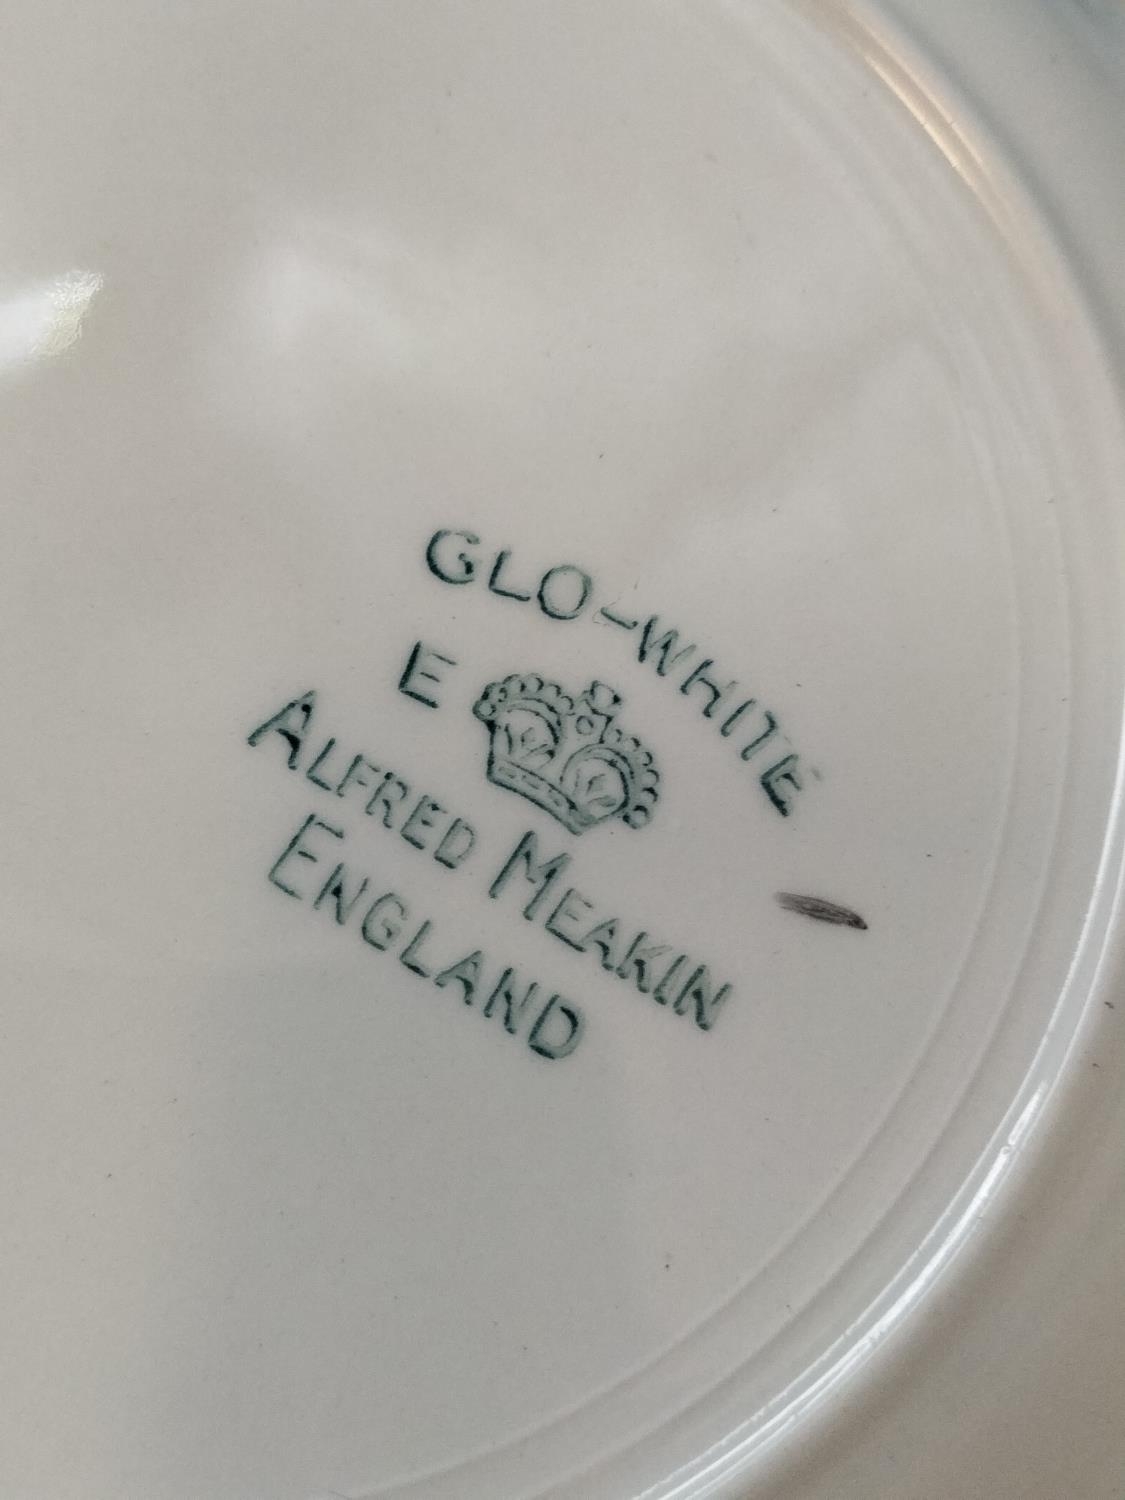 GLO-WHITE
E
ALFRED MEAKIN
ENGLAND